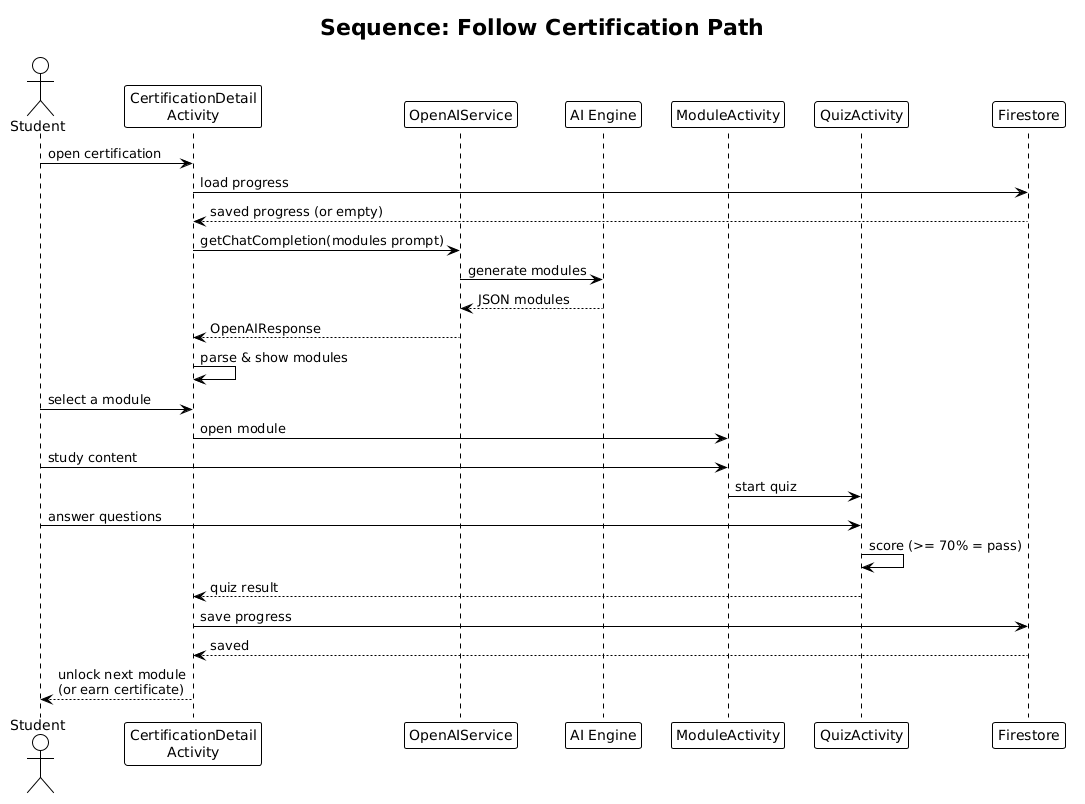 Sequence: Follow Certification Path
Student
CertificationDetail
Activity
OpenAIService
AI Engine
ModuleActivity
QuizActivity
Firestore
open certification
load progress
saved progress (or empty)
getChatCompletion(modules prompt)
generate modules
JSON modules
OpenAIResponse
parse & show modules
select a module
open module
study content
start quiz
answer questions
score (>= 70% = pass)
quiz result
save progress
saved
unlock next module
(or earn certificate)
Student
CertificationDetail
Activity
OpenAIService
AI Engine
ModuleActivity
QuizActivity
Firestore